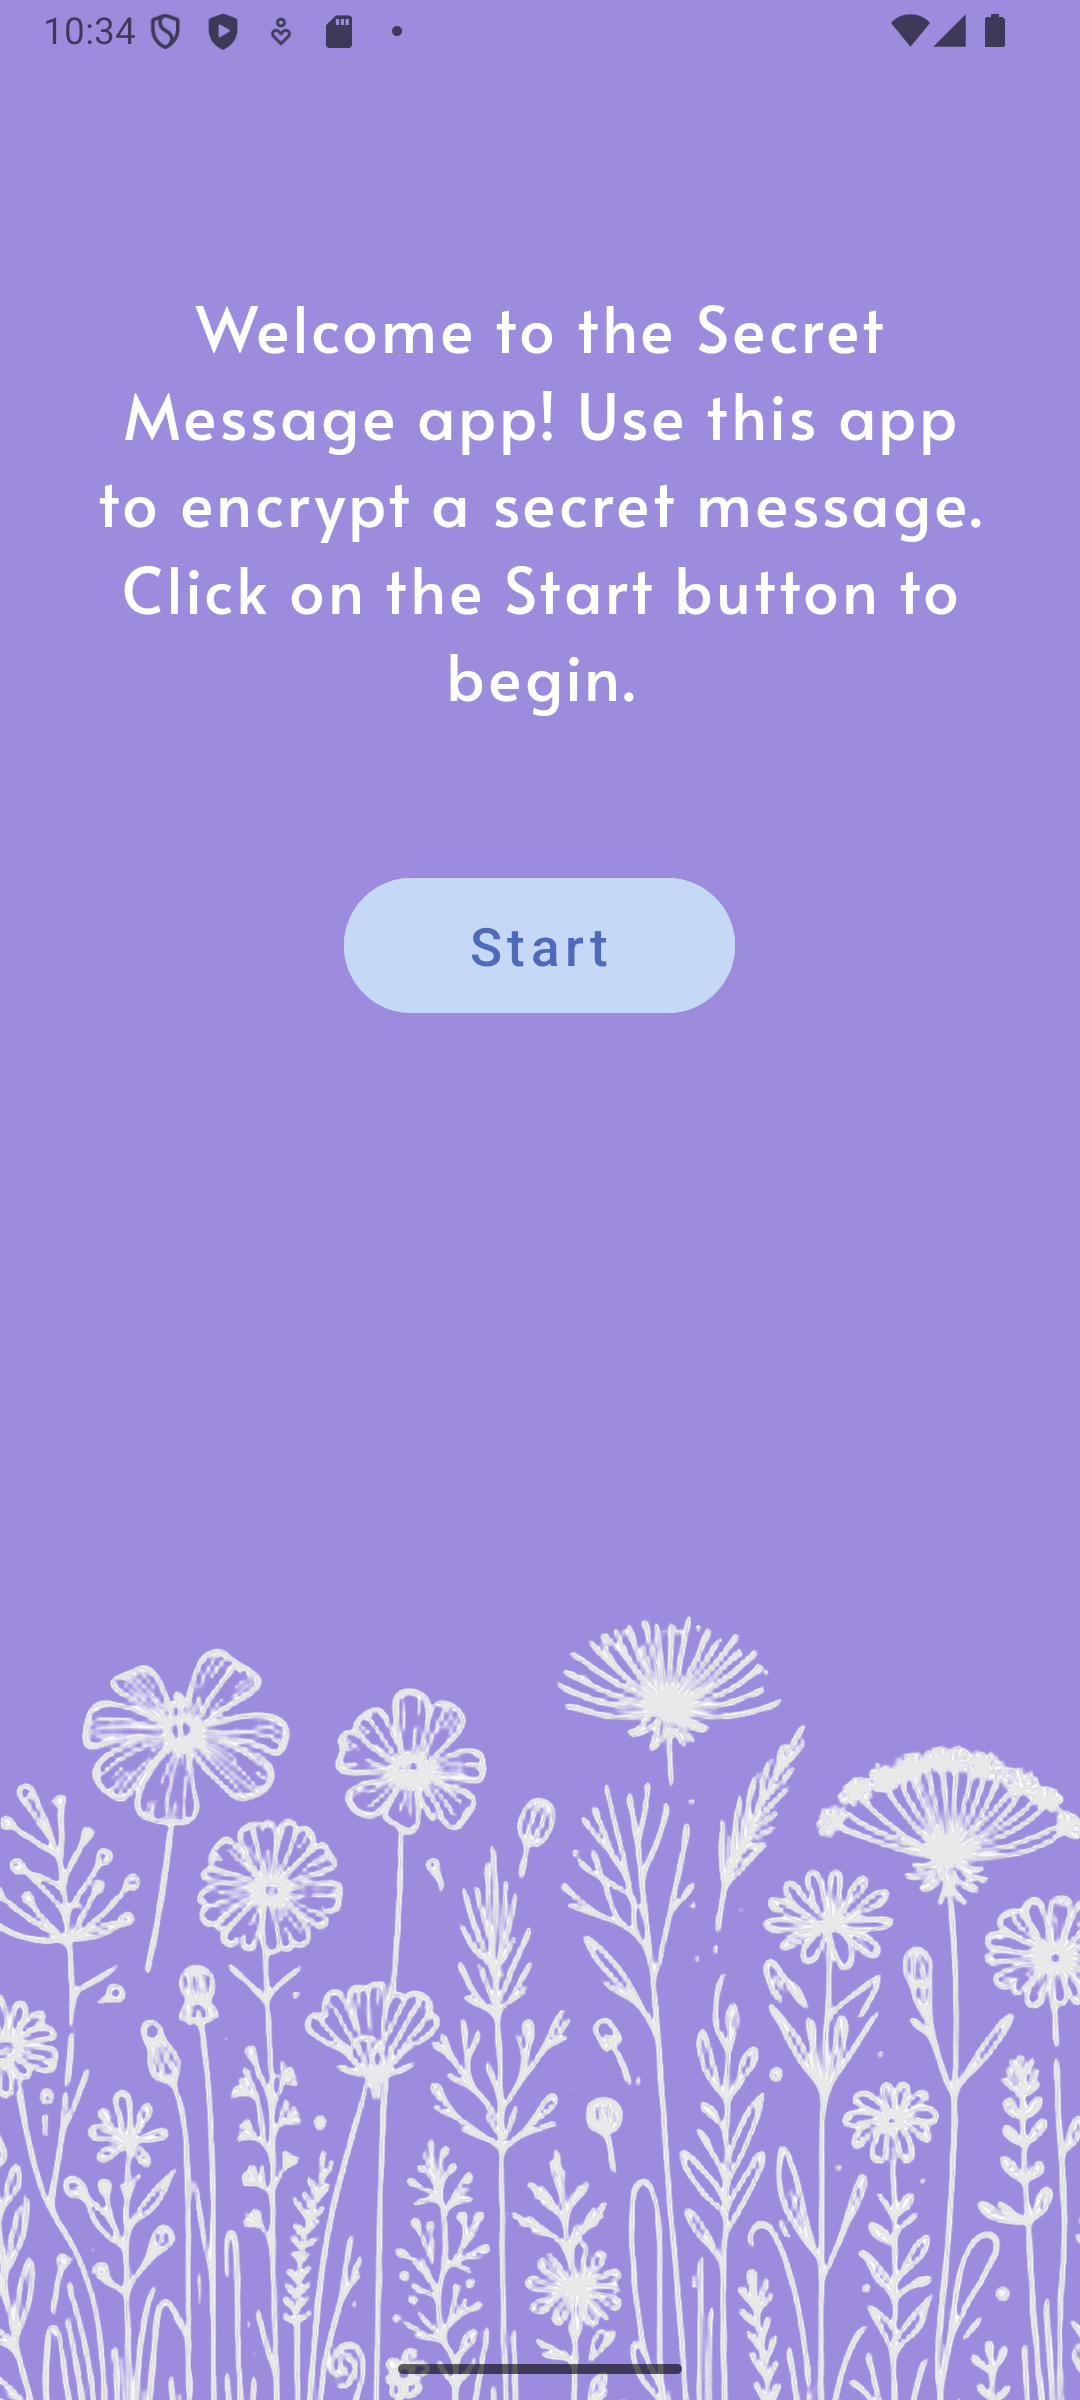 10:34
Welcome to the Secret
Message app! Use this app
to encrypt a secret message.
Click on the Start button to
begin.
Start